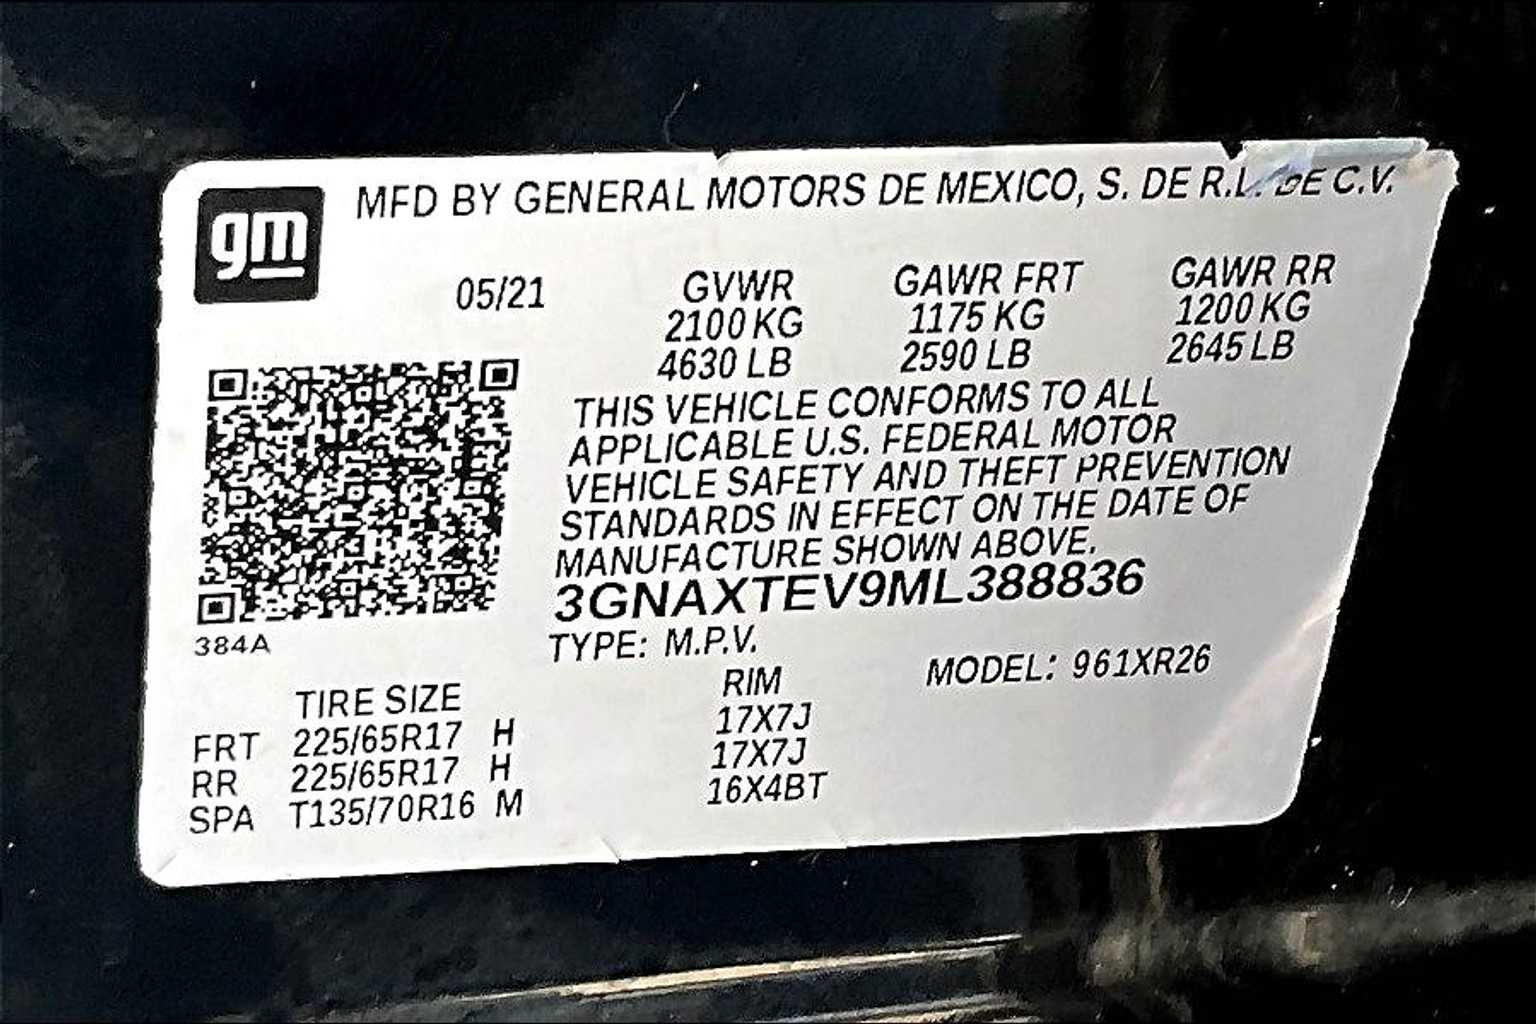 gm
MFD BY GENERAL MOTORS DE MEXICO, S. DE R.L. DE C.V.
05/21 GVWR GAWR FRT GAWR RR
2100 KG 1175 KG 1200 KG
4630 LB 2590 LB 2645 LB
THIS VEHICLE CONFORMS TO ALL
APPLICABLE U.S. FEDERAL MOTOR
VEHICLE SAFETY AND THEFT PREVENTION
STANDARDS IN EFFECT ON THE DATE OF
MANUFACTURE SHOWN ABOVE.
3GNAXTEV9ML388836
384A
TYPE: M.P.V. MODEL: 961XR26
TIRE SIZE RIM
FRT 225/65R17 H 17X7J
RR 225/65R17 H 17X7J
SPA T135/70R16 M 16X4BT